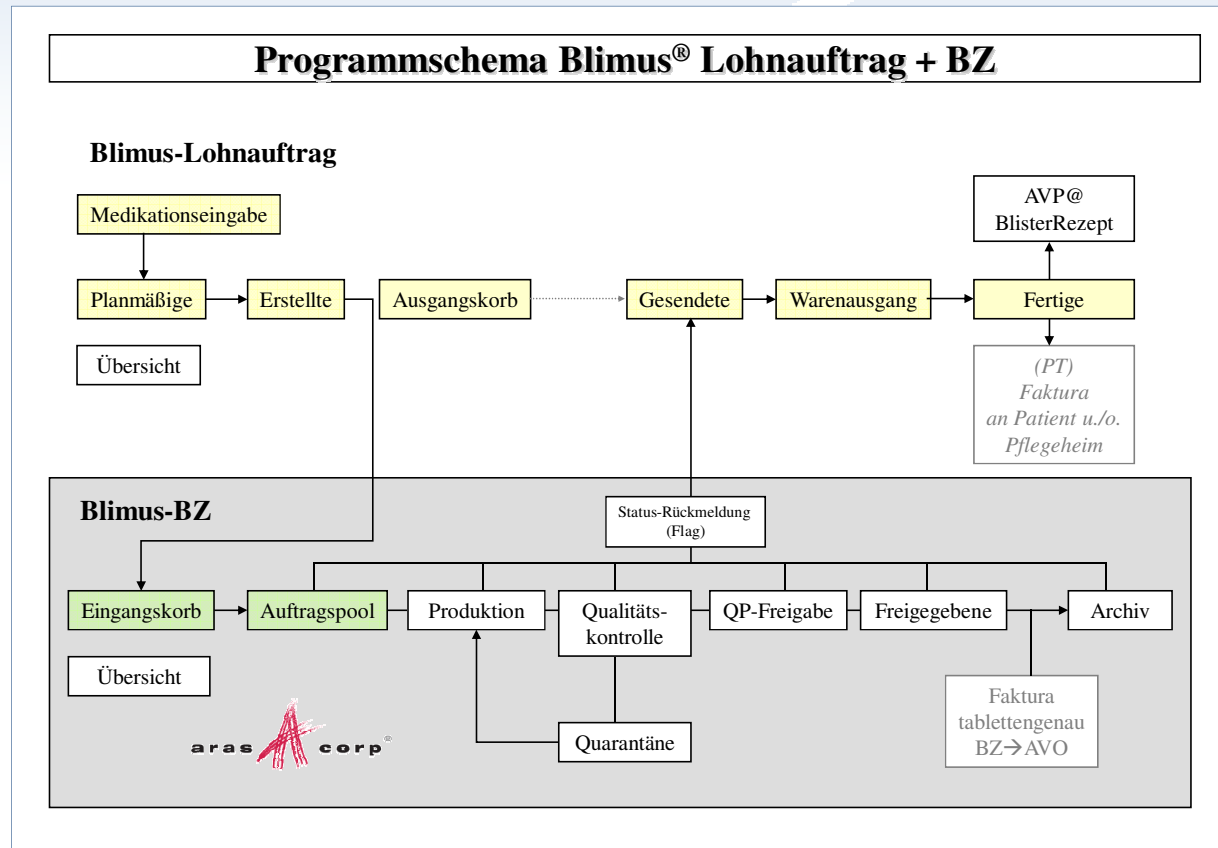 Programmschema Blimus® Lohnauftrag + BZ
Blimus-Lohnauftrag
Medikationseingabe
AVP@
BlisterRezept
Planmäßige
Erstellte
Ausgangskorb
Gesendete
Warenausgang
Fertige
Übersicht
(PT)
Faktura
an Patient u./o.
Pflegeheim
Blimus-BZ
Status-Rückmeldung
(Flag)
Eingangskorb
Auftragspool
Produktion
Qualitäts-
kontrolle
QP-Freigabe
Freigegebene
Archiv
Übersicht
Faktura
tablettengenau
BZ→AVO
Quarantäne
aras corp®